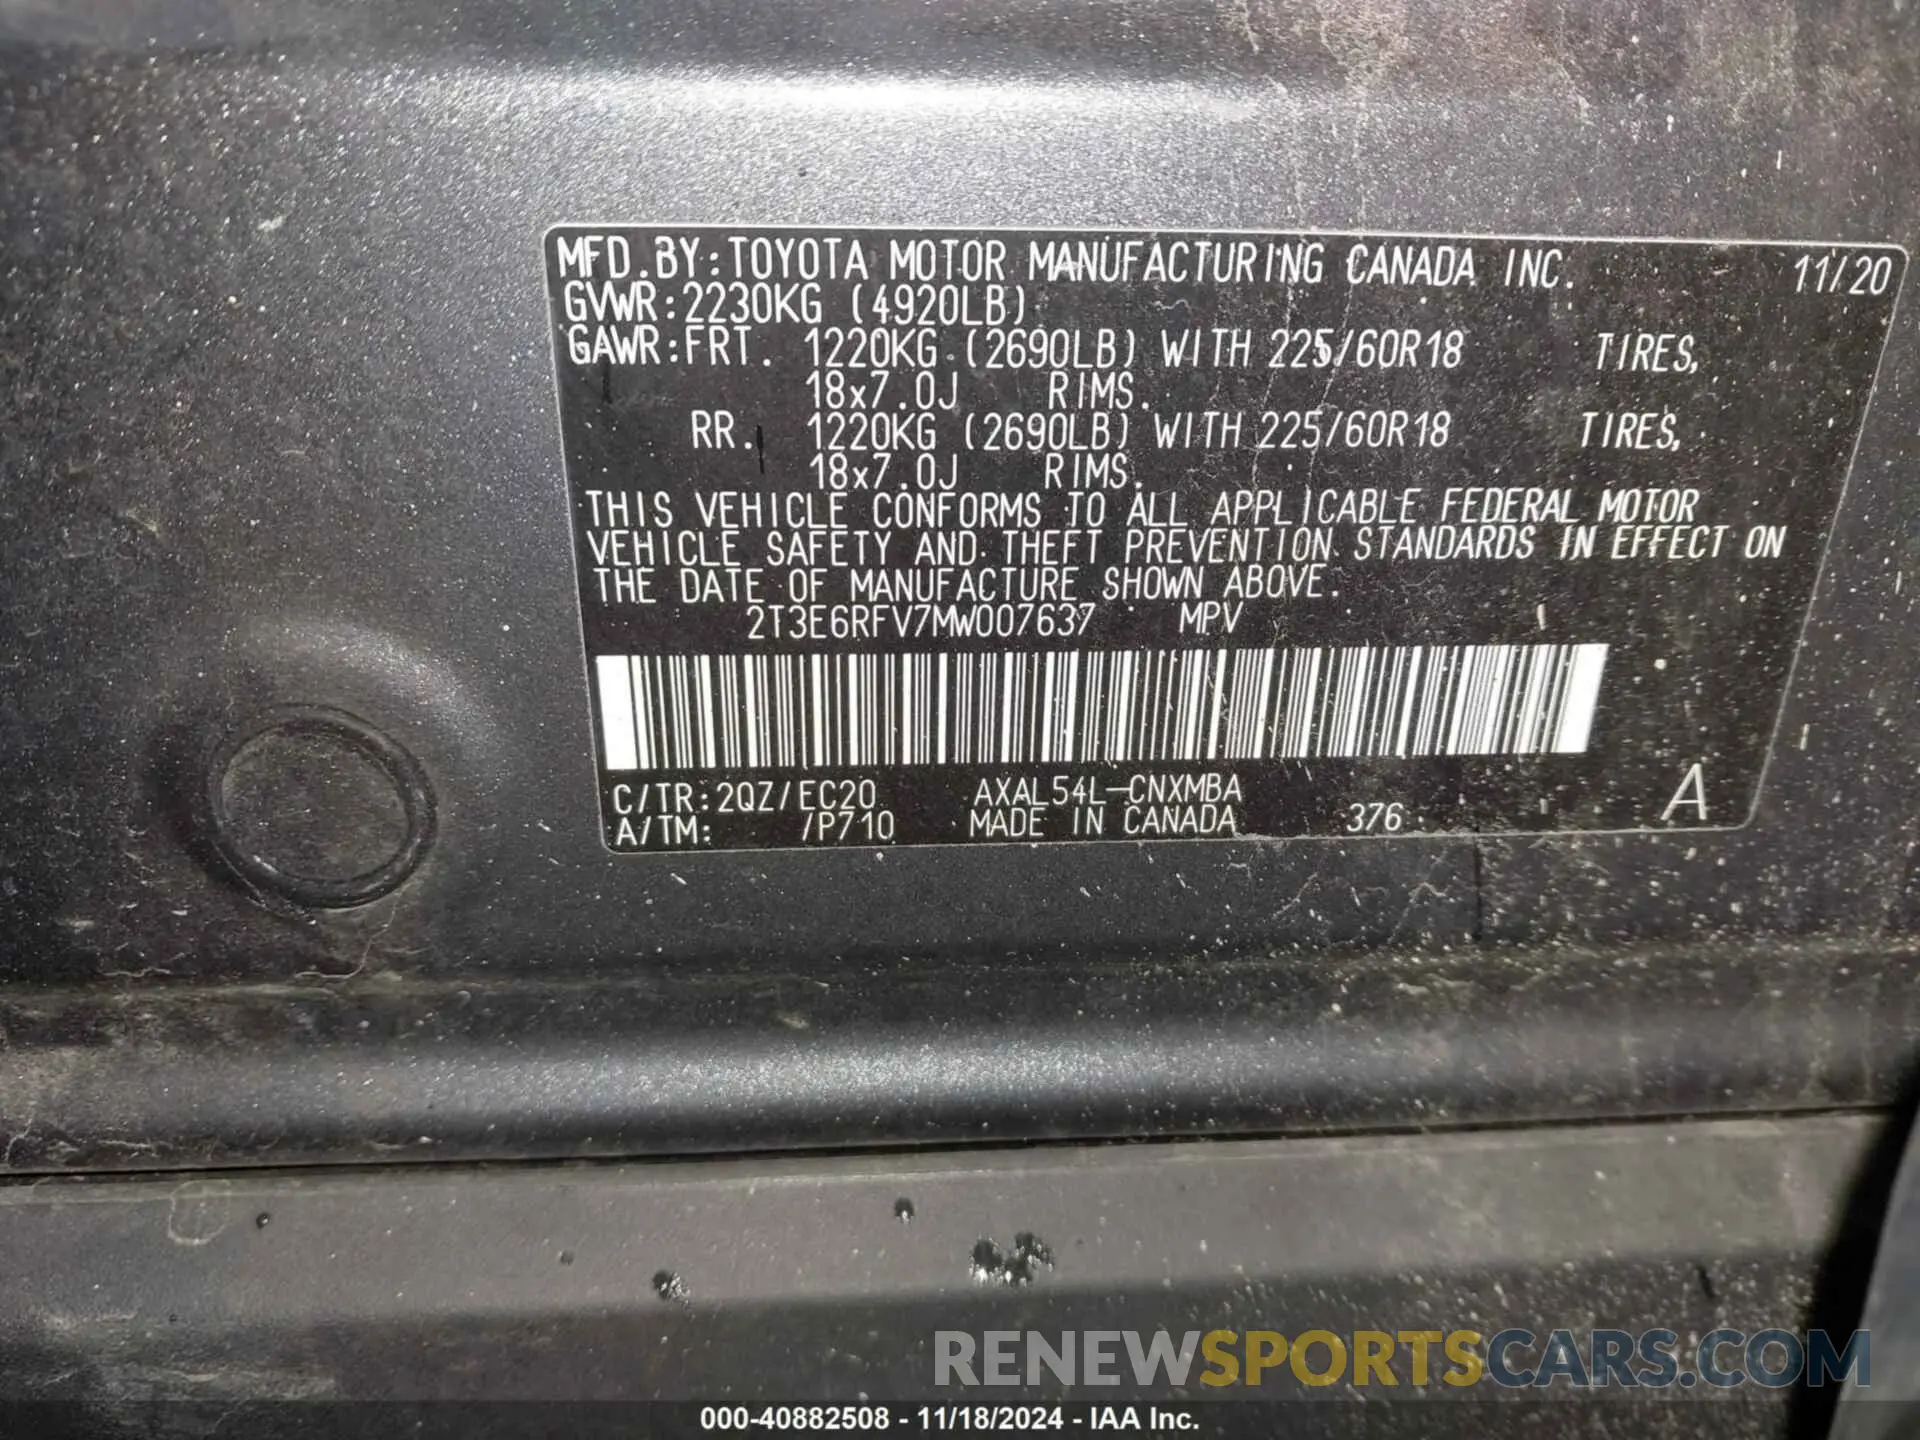 MFD.BY:TOYOTA MOTOR MANUFACTURING CANADA INC. 11/20
GVWR:2230KG (4920LB)
GAWR:FRT. 1220KG (2690LB) WITH 225/60R18 TIRES,
18x7.0J RIMS.
RR. 1220KG (2690LB) WITH 225/60R18 TIRES,
18x7.0J RIMS.
THIS VEHICLE CONFORMS TO ALL APPLICABLE FEDERAL MOTOR
VEHICLE SAFETY AND THEFT PREVENTION STANDARDS IN EFFECT ON
THE DATE OF MANUFACTURE SHOWN ABOVE.
2T3E6RFV7MW007637 MPV
C/TR:2QZ/EC20 AXAL54L-CNXMBA
A/TM: /P710 MADE IN CANADA 376 A
RENEWSPORTSCARS.COM
000-40882508 - 11/18/2024 - IAA Inc.